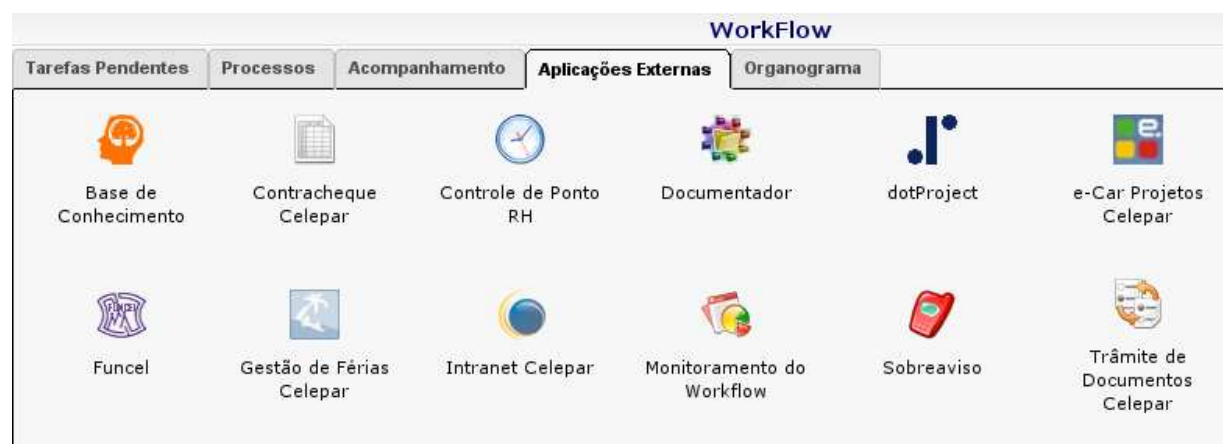 WorkFlow
Tarefas Pendentes
Processos
Acompanhamento
Aplicações Externas
Organograma
Base de
Conhecimento
Contracheque
Celepar
Controle de Ponto
RH
Documentador
dotProject
e.
e-Car Projetos
Celepar
Funcel
Gestão de Férias
Celepar
Intranet Celepar
Monitoramento do
Workflow
Sobreaviso
Trâmite de
Documentos
Celepar